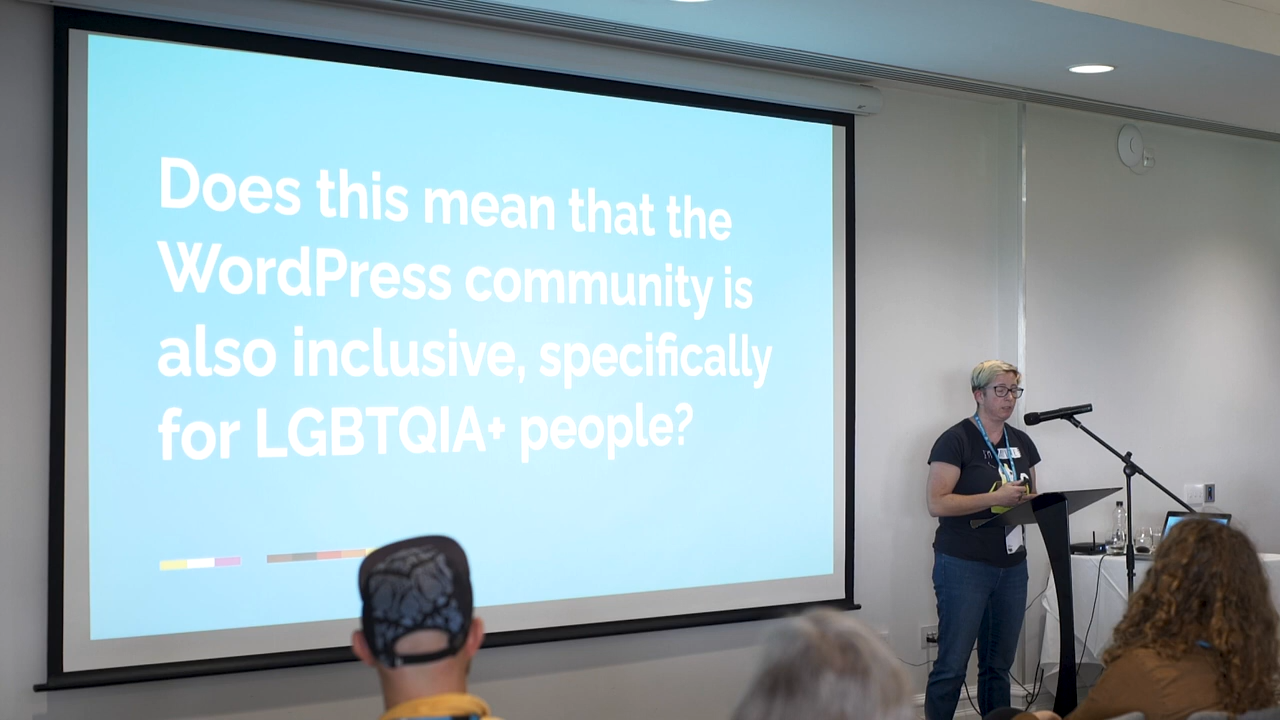 Does this mean that the
WordPress community is
also inclusive, specifically
for LGBTQIA+ people?